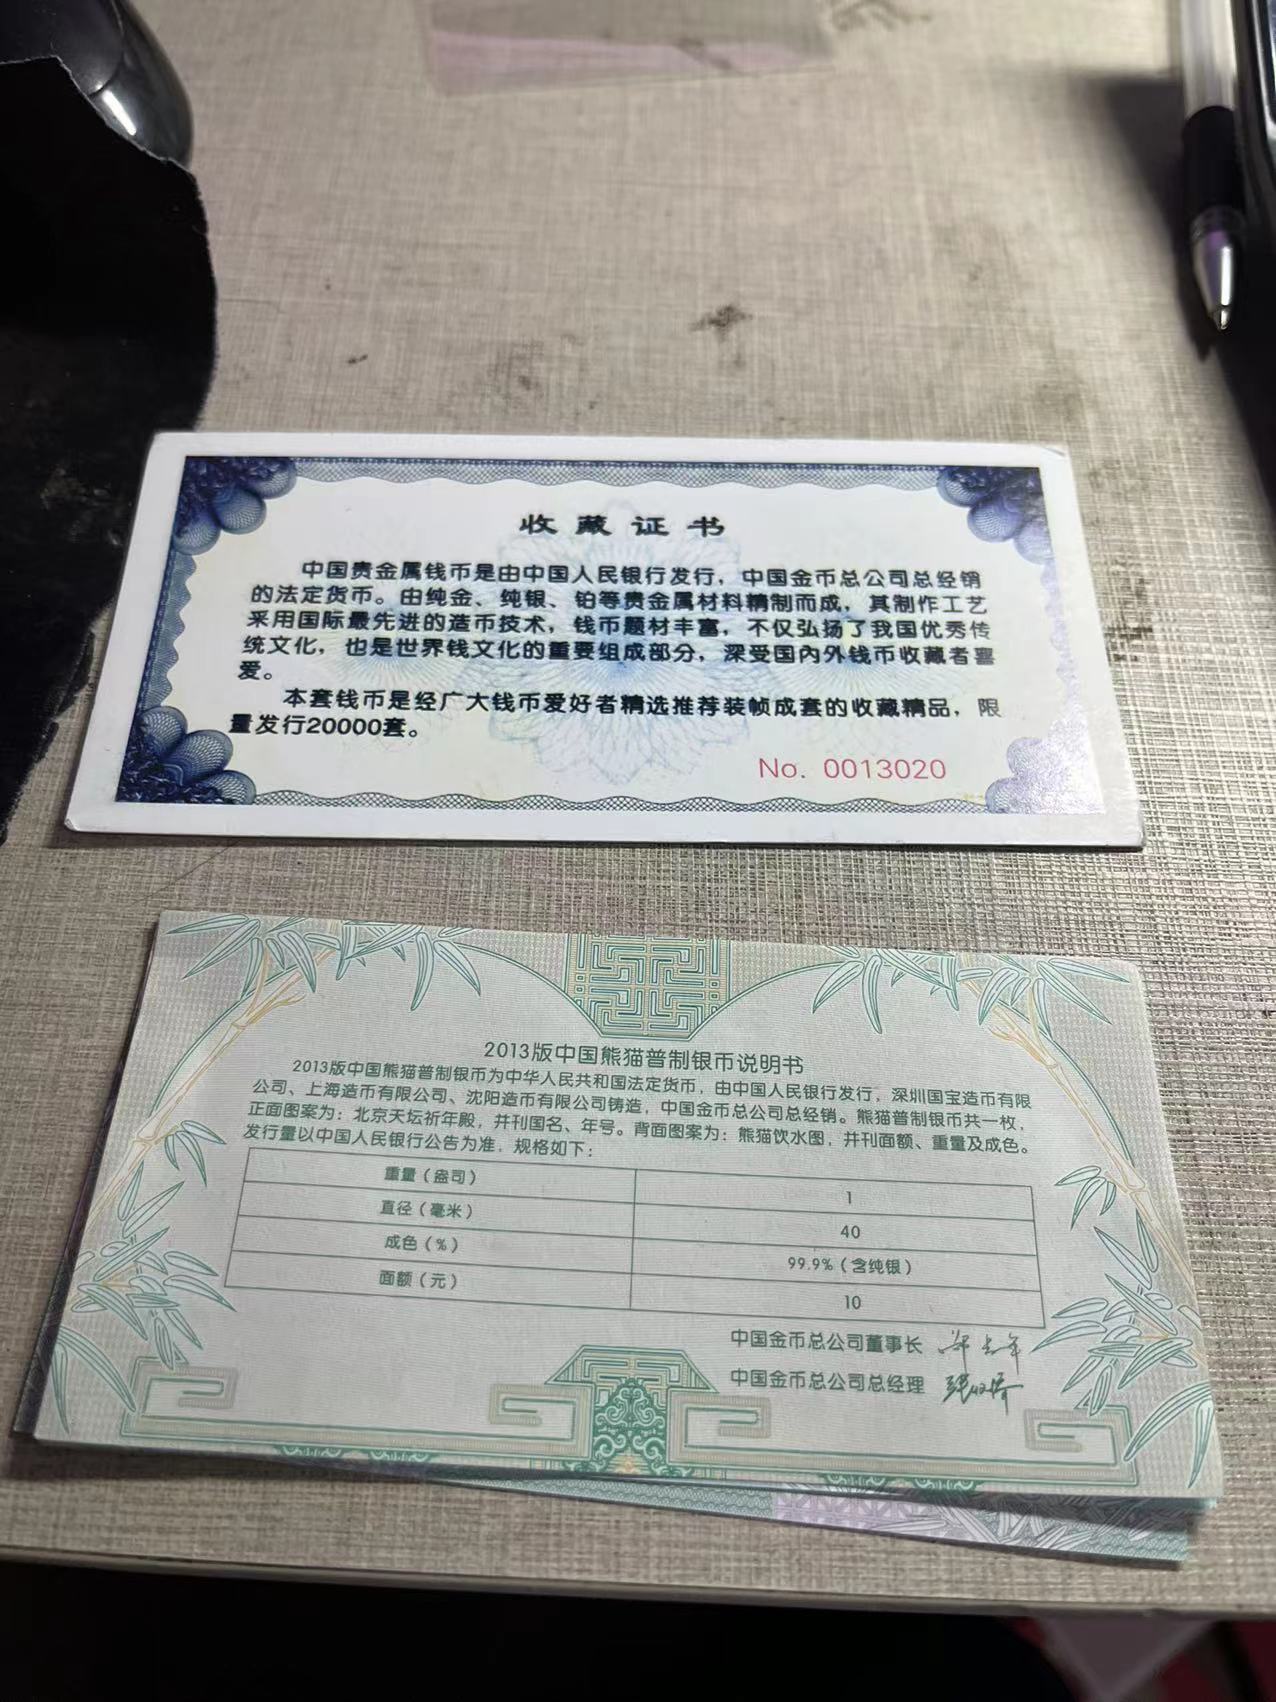 收藏证书
中国贵金属钱币是由中国人民银行发行，中国金币总公司总经销
的法定货币。由纯金、纯银、铂等贵金属材料精制而成，其制作工艺
采用国际最先进的造币技术，钱币题材丰富，不仅弘扬了我国优秀传
统文化，也是世界钱文化的重要组成部分，深受国内外钱币收藏者喜
爱。
本套钱币是经广大钱币爱好者精选推荐装帧成套的收藏精品，限
量发行20000套。
No. 0013020
2013版中国熊猫普制银币说明书
2013版中国熊猫普制银币为中华人民共和国法定货币，由中国人民银行发行，深圳国宝造币有限
公司、上海造币有限公司、沈阳造币有限公司铸造，中国金币总公司总经销。熊猫普制银币共一枚，
正面图案为：北京天坛祈年殿，并刊国名、年号。背面图案为：熊猫饮水图，并刊面额、重量及成色。
发行量以中国人民银行公告为准，规格如下：
重量（盎司） 1
直径（毫米） 40
成色（%） 99.9%（含纯银）
面额（元） 10
中国金币总公司董事长
中国金币总公司总经理